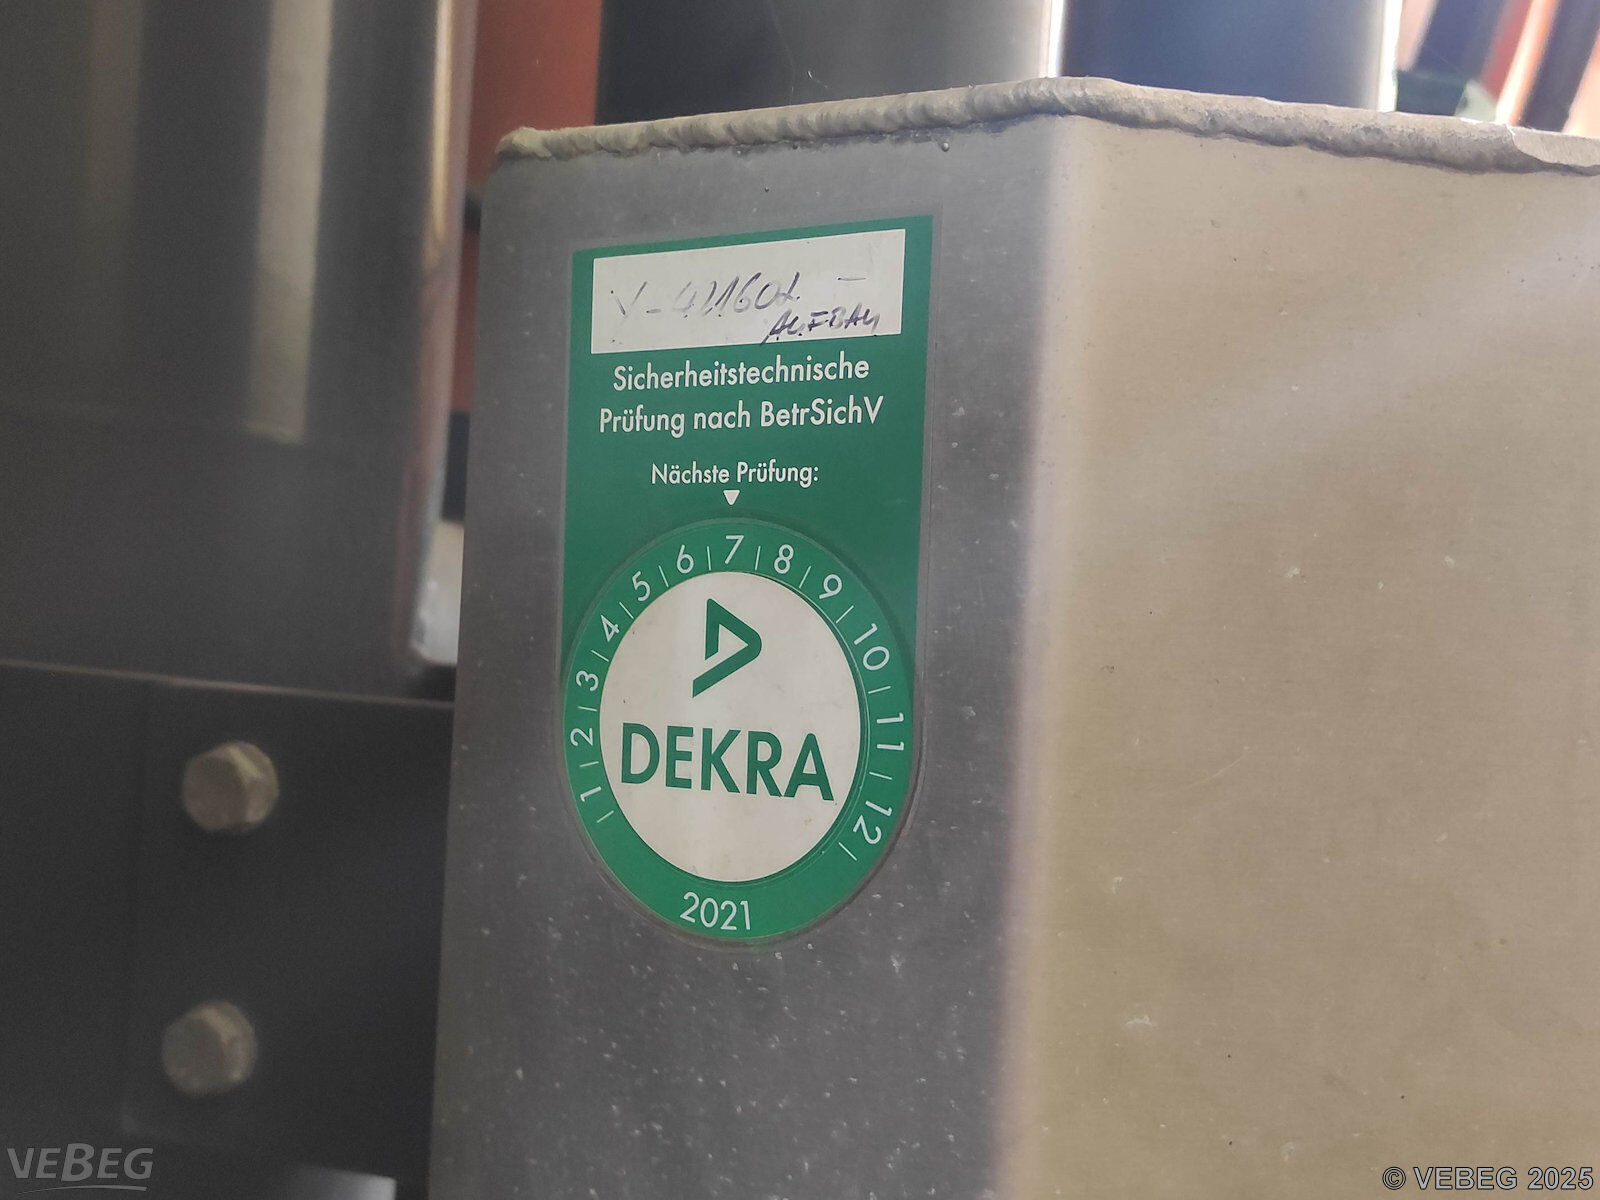 Y-421602 -
AUFBAU
Sicherheitstechnische
Prüfung nach BetrSichV
Nächste Prüfung:
1 2 3 4 5 6 7 8 9 10 11 12
DEKRA
2021
VEBEG
© VEBEG 2025